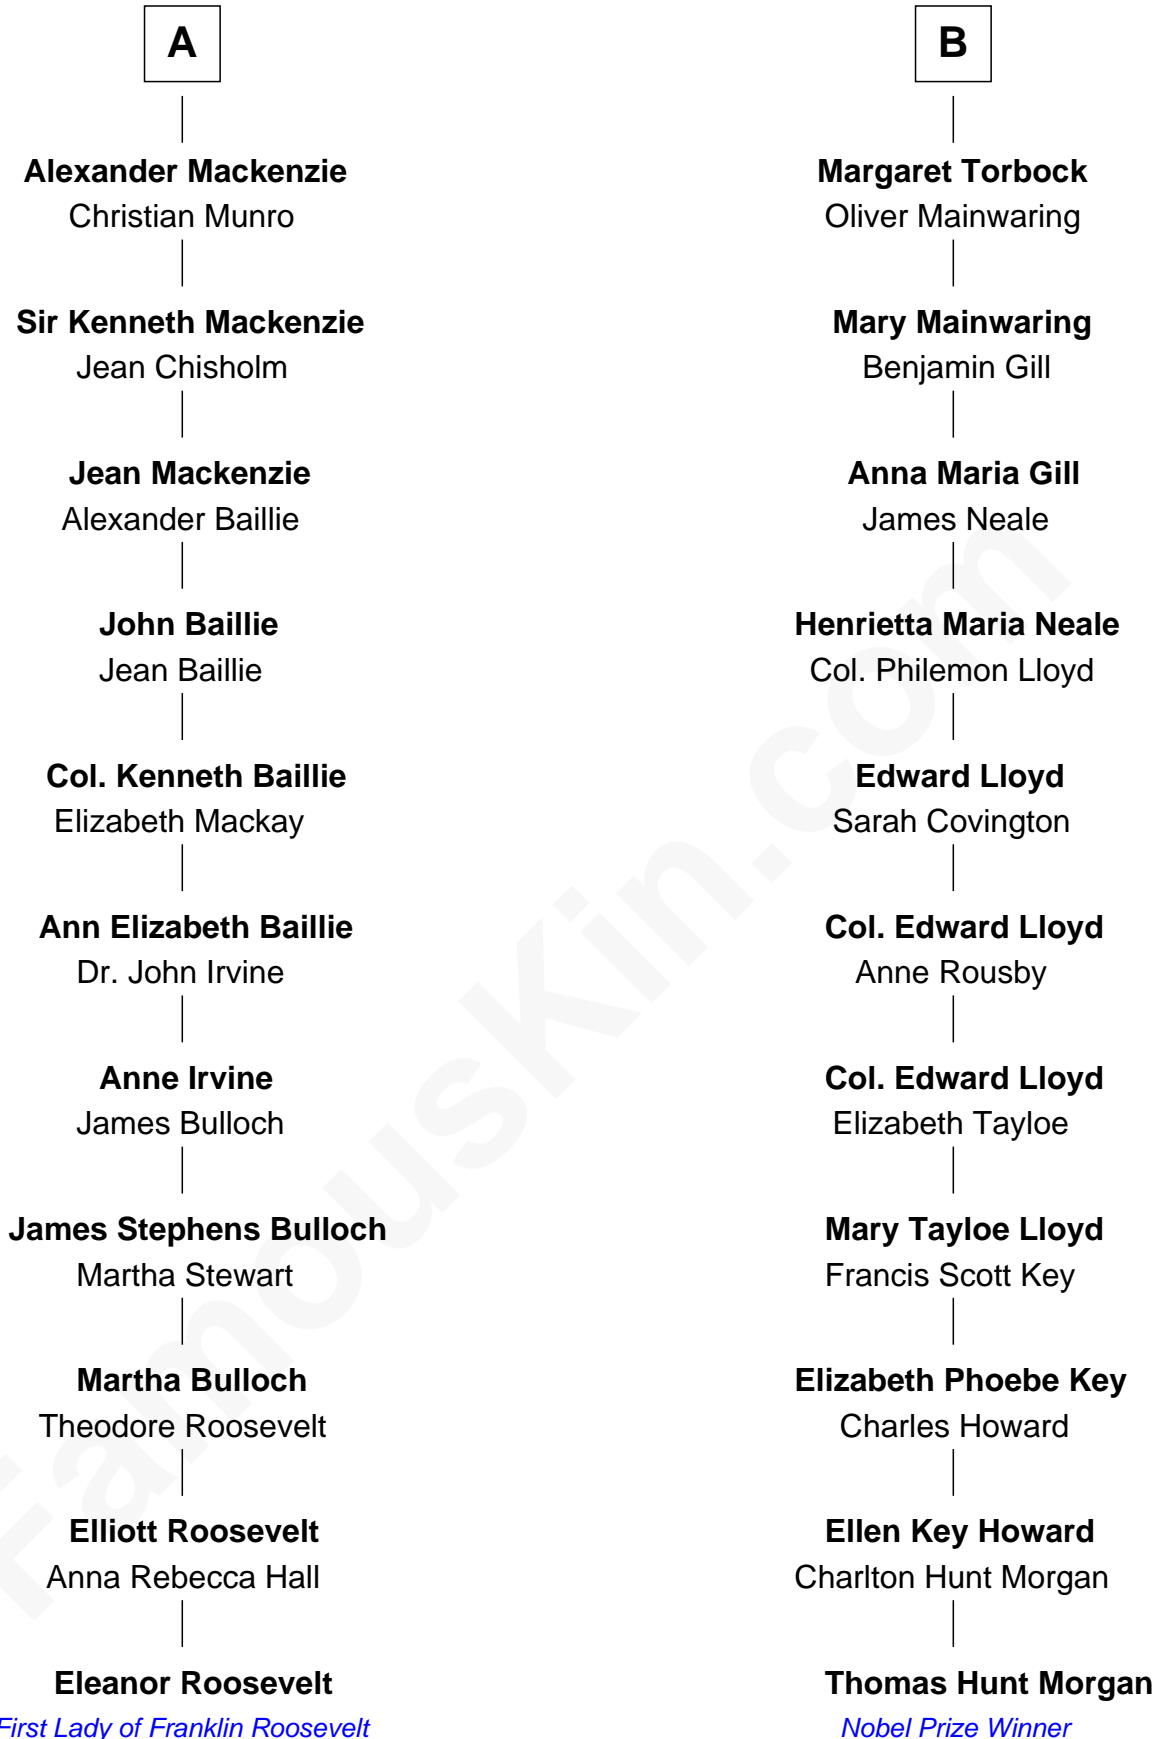 A
Alexander Mackenzie
Christian Munro
Sir Kenneth Mackenzie
Jean Chisholm
Jean Mackenzie
Alexander Baillie
John Baillie
Jean Baillie
Col. Kenneth Baillie
Elizabeth Mackay
Ann Elizabeth Baillie
Dr. John Irvine
Anne Irvine
James Bulloch
James Stephens Bulloch
Martha Stewart
Martha Bulloch
Theodore Roosevelt
Elliott Roosevelt
Anna Rebecca Hall
Eleanor Roosevelt
First Lady of Franklin Roosevelt
B
Margaret Torbock
Oliver Mainwaring
Mary Mainwaring
Benjamin Gill
Anna Maria Gill
James Neale
Henrietta Maria Neale
Col. Philemon Lloyd
Edward Lloyd
Sarah Covington
Col. Edward Lloyd
Anne Rousby
Col. Edward Lloyd
Elizabeth Tayloe
Mary Tayloe Lloyd
Francis Scott Key
Elizabeth Phoebe Key
Charles Howard
Ellen Key Howard
Charlton Hunt Morgan
Thomas Hunt Morgan
Nobel Prize Winner
FamousKin.com